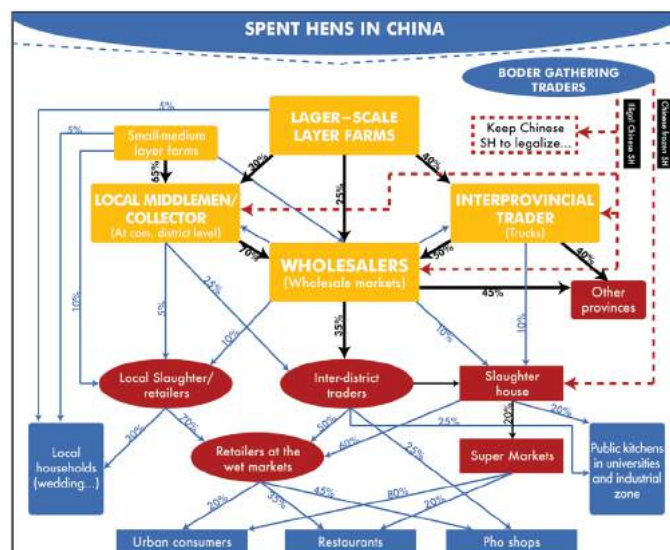 SPENT HENS IN CHINA
BODER GATHERING
TRADERS
5%
LAGER–SCALE
LAYER FARMS
Illigal Chinese SH
Chinese frozen SH
5%
Small-medium
layer farms
Keep Chinese
SH to legalize...
65%
20%
25%
40%
LOCAL MIDDLEMEN/
COLLECTOR
(At con. district level)
INTERPROVINCIAL
TRADER
(Trucks)
70%
50%
40%
WHOLESALERS
(Wholesale markets)
25%
45%
Other
provinces
10%
5%
10%
35%
10%
10%
Local Slaughter/
retailers
Inter-district
traders
Slaughter
house
20%
70%
50%
60%
25%
25%
20%
20%
Local
households
(wedding...)
Retailers at the
wet markets
Super Markets
Public kitchens
in universities
and industrial
zone
20%
35%
45%
80%
20%
Urban consumers
Restaurants
Pho shops